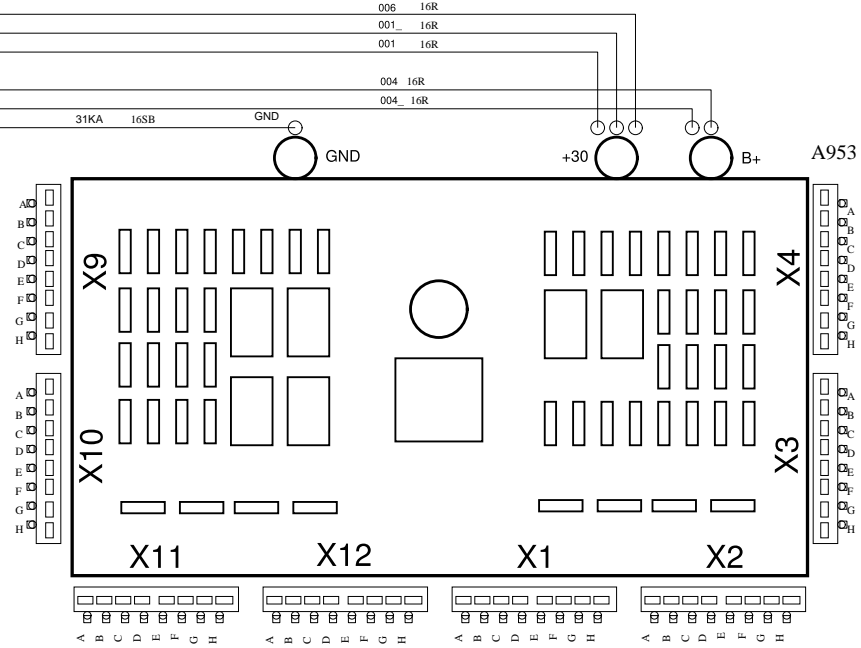 006 16R
001_ 16R
001 16R
004 16R
004_ 16R
31KA 16SB GND
GND
+30
B+
A953
A
B
C
D
E
F
G
H
X9
X4
A
B
C
D
E
F
G
H
A
B
C
D
E
F
G
H
X10
X3
A
B
C
D
E
F
G
H
X11 X12 X1 X2
A B C D E F G H
A B C D E F G H
A B C D E F G H
A B C D E F G H